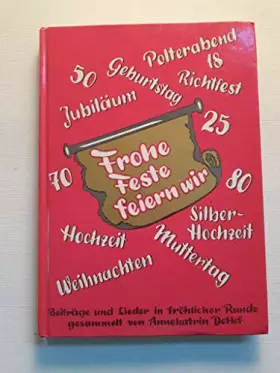 Polterabend
50 Geburtstag 18
Richtfest
Jubiläum
25
Frohe
Feste
feiern wir
70
80
Silber-
Hochzeit
Hochzeit
Muttertag
Weihnachten
Beiträge und Lieder in Fröhlicher Runde
gesammelt von Annekatrin Detlef